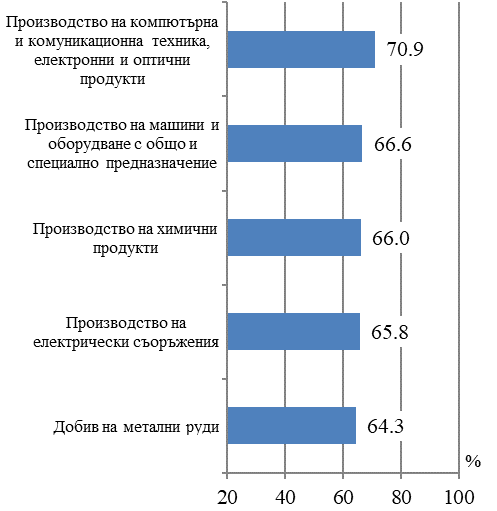 Производство на компютърна
и комуникационна техника,
електронни и оптични
продукти
70.9
Производство на машини и
оборудване с общо и
специално предназначение
66.6
Производство на химични
продукти
66.0
Производство на
електрически съоръжения
65.8
Добив на метални руди
64.3
%
20 40 60 80 100